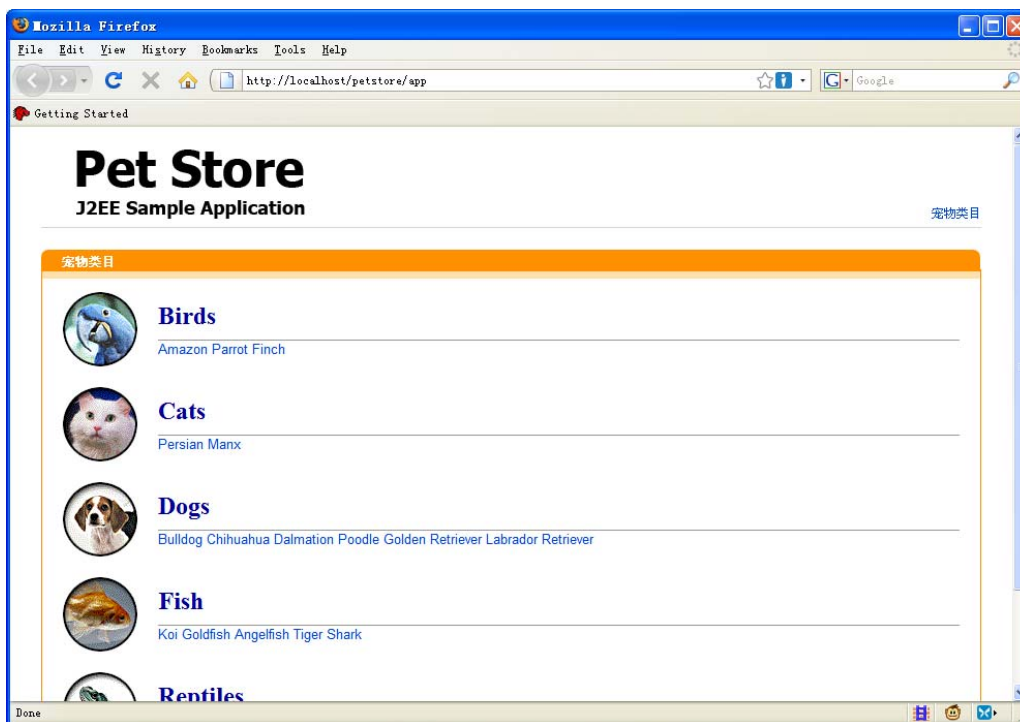 Mozilla Firefox
File Edit View History Bookmarks Tools Help
http://localhost/petstore/app
G Google
Getting Started
Pet Store
J2EE Sample Application
宠物类目
宠物类目
Birds
Amazon Parrot Finch
Cats
Persian Manx
Dogs
Bulldog Chihuahua Dalmation Poodle Golden Retriever Labrador Retriever
Fish
Koi Goldfish Angelfish Tiger Shark
Reptiles
Done